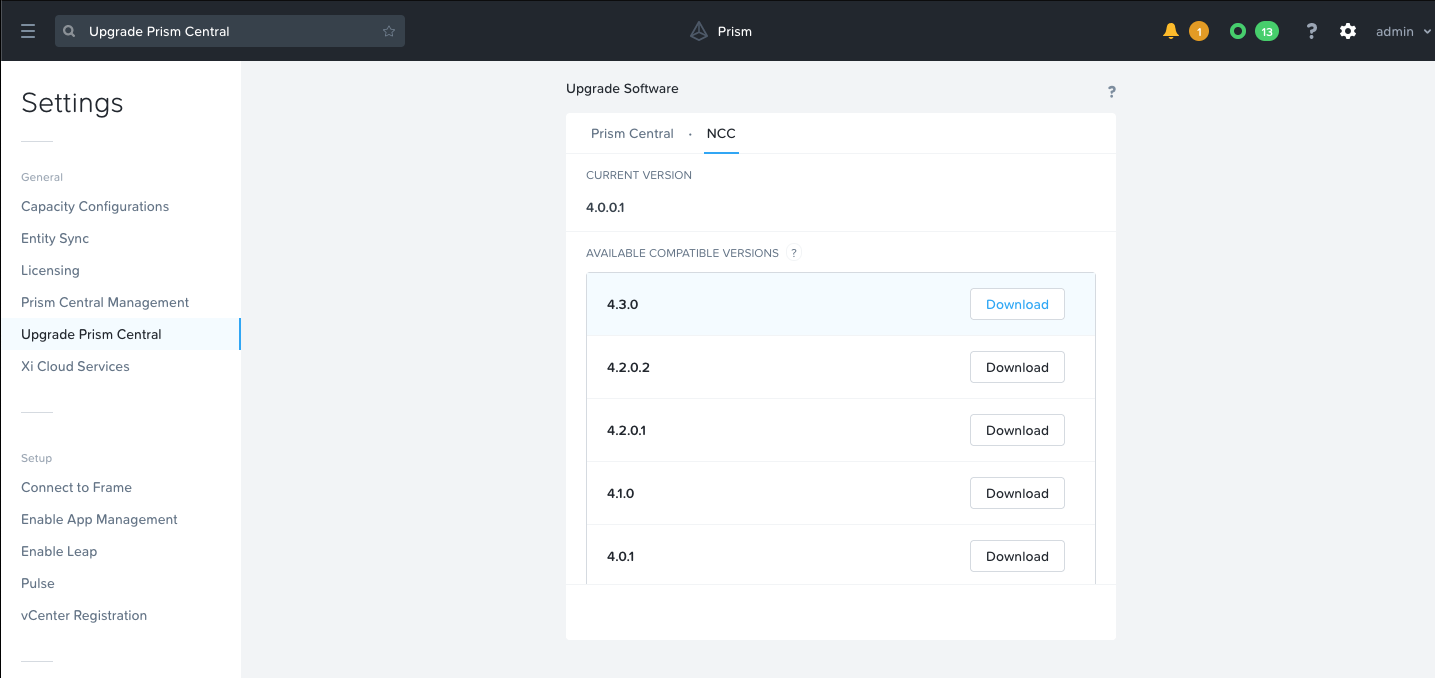 Upgrade Prism Central
Prism
1
13
?
admin
Settings
General
Capacity Configurations
Entity Sync
Licensing
Prism Central Management
Upgrade Prism Central
Xi Cloud Services
Setup
Connect to Frame
Enable App Management
Enable Leap
Pulse
vCenter Registration
Upgrade Software
?
Prism Central · NCC
CURRENT VERSION
4.0.0.1
AVAILABLE COMPATIBLE VERSIONS ?
4.3.0 Download
4.2.0.2 Download
4.2.0.1 Download
4.1.0 Download
4.0.1 Download